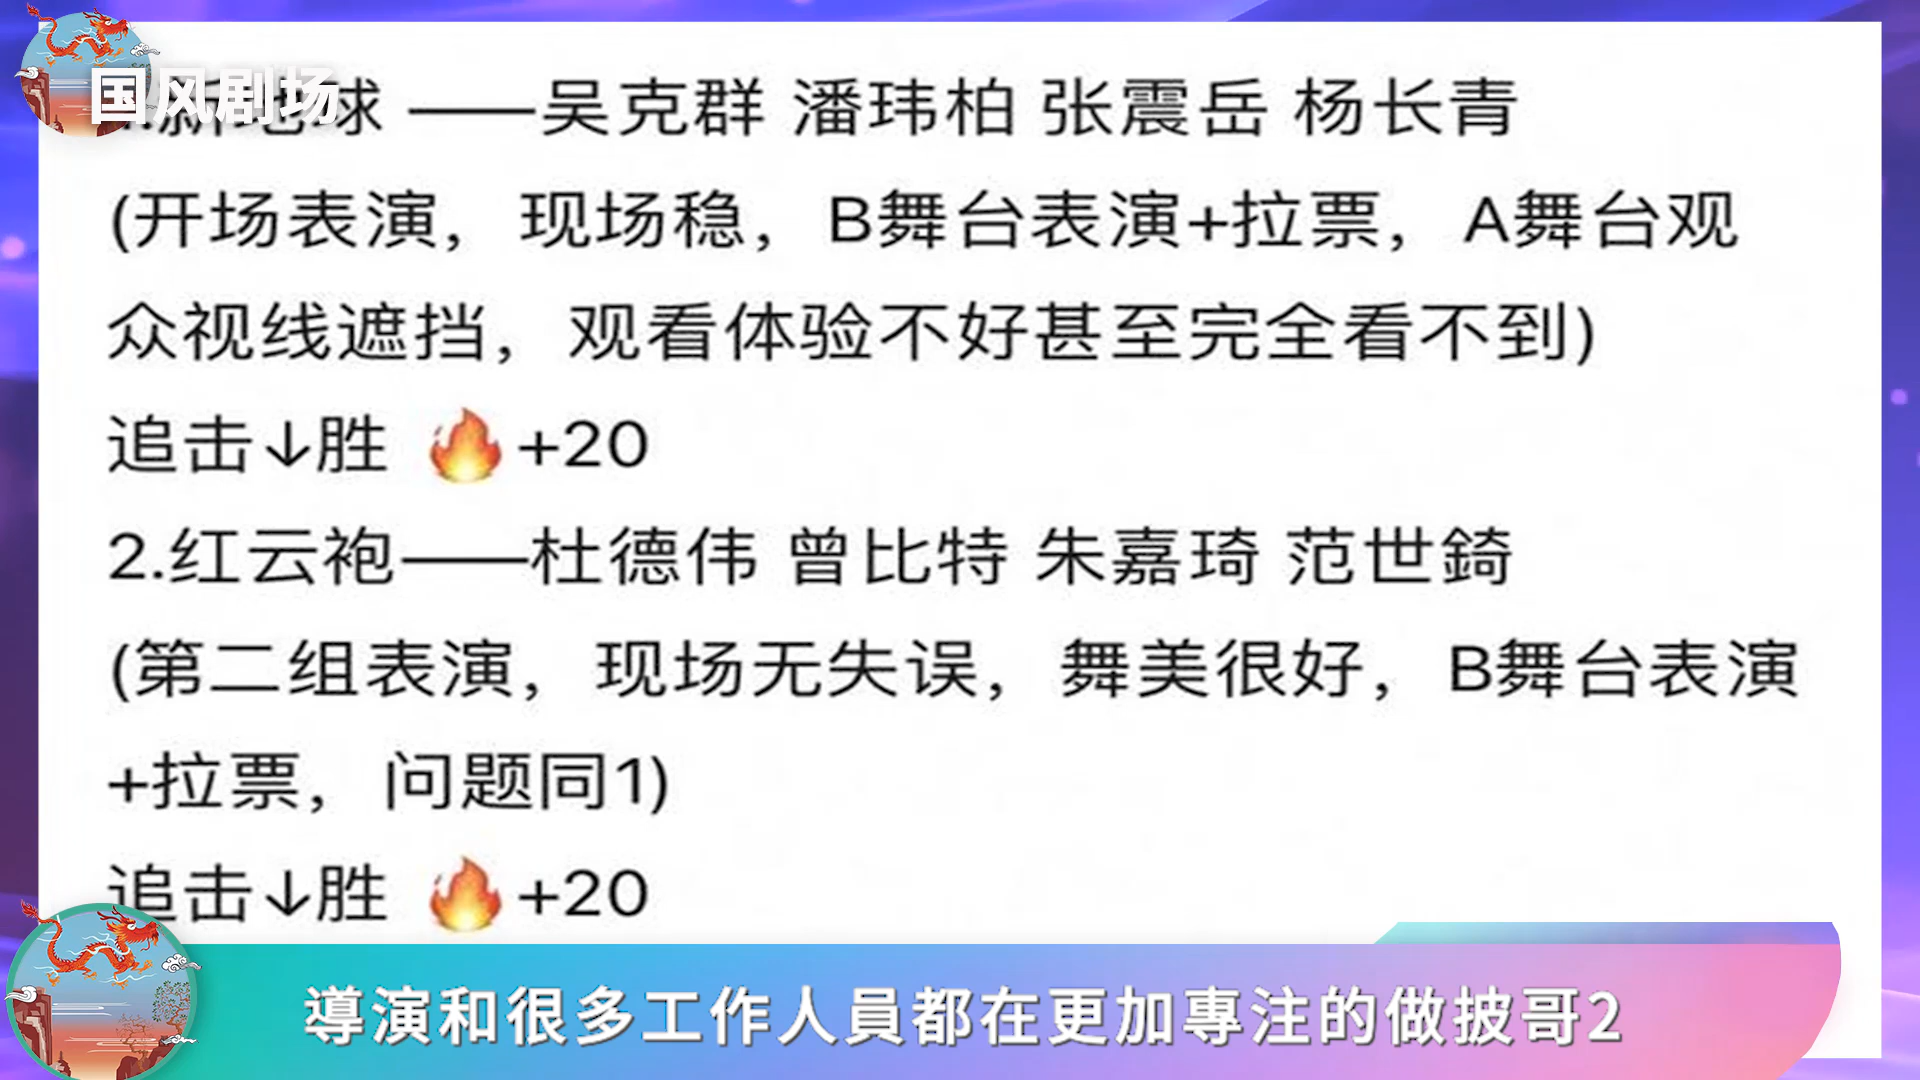 国风剧场
新地球 ——吴克群 潘玮柏 张震岳 杨长青
(开场表演，现场稳，B舞台表演+拉票，A舞台观
众视线遮挡，观看体验不好甚至完全看不到)
追击↓胜 🔥+20
2.红云袍——杜德伟 曾比特 朱嘉琦 范世錡
(第二组表演，现场无失误，舞美很好，B舞台表演
+拉票，问题同1)
追击↓胜 🔥+20
導演和很多工作人員都在更加專注的做披哥2